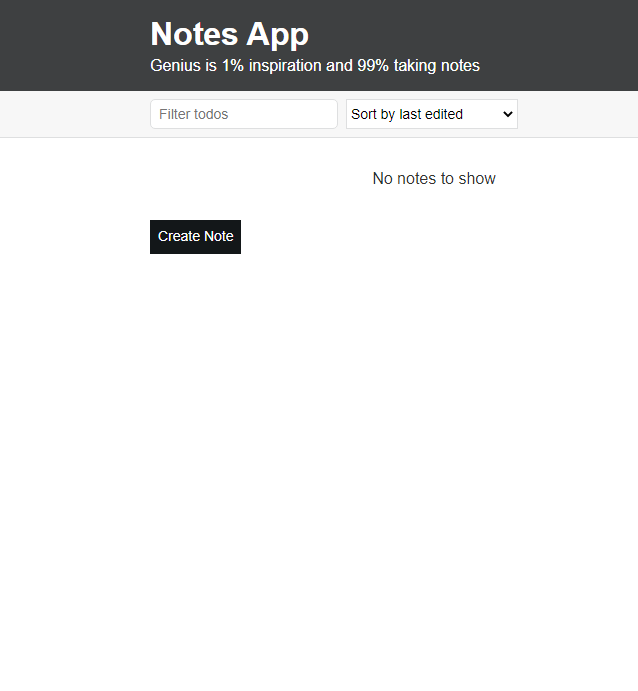 Notes App
Genius is 1% inspiration and 99% taking notes
Filter todos
Sort by last edited
No notes to show
Create Note